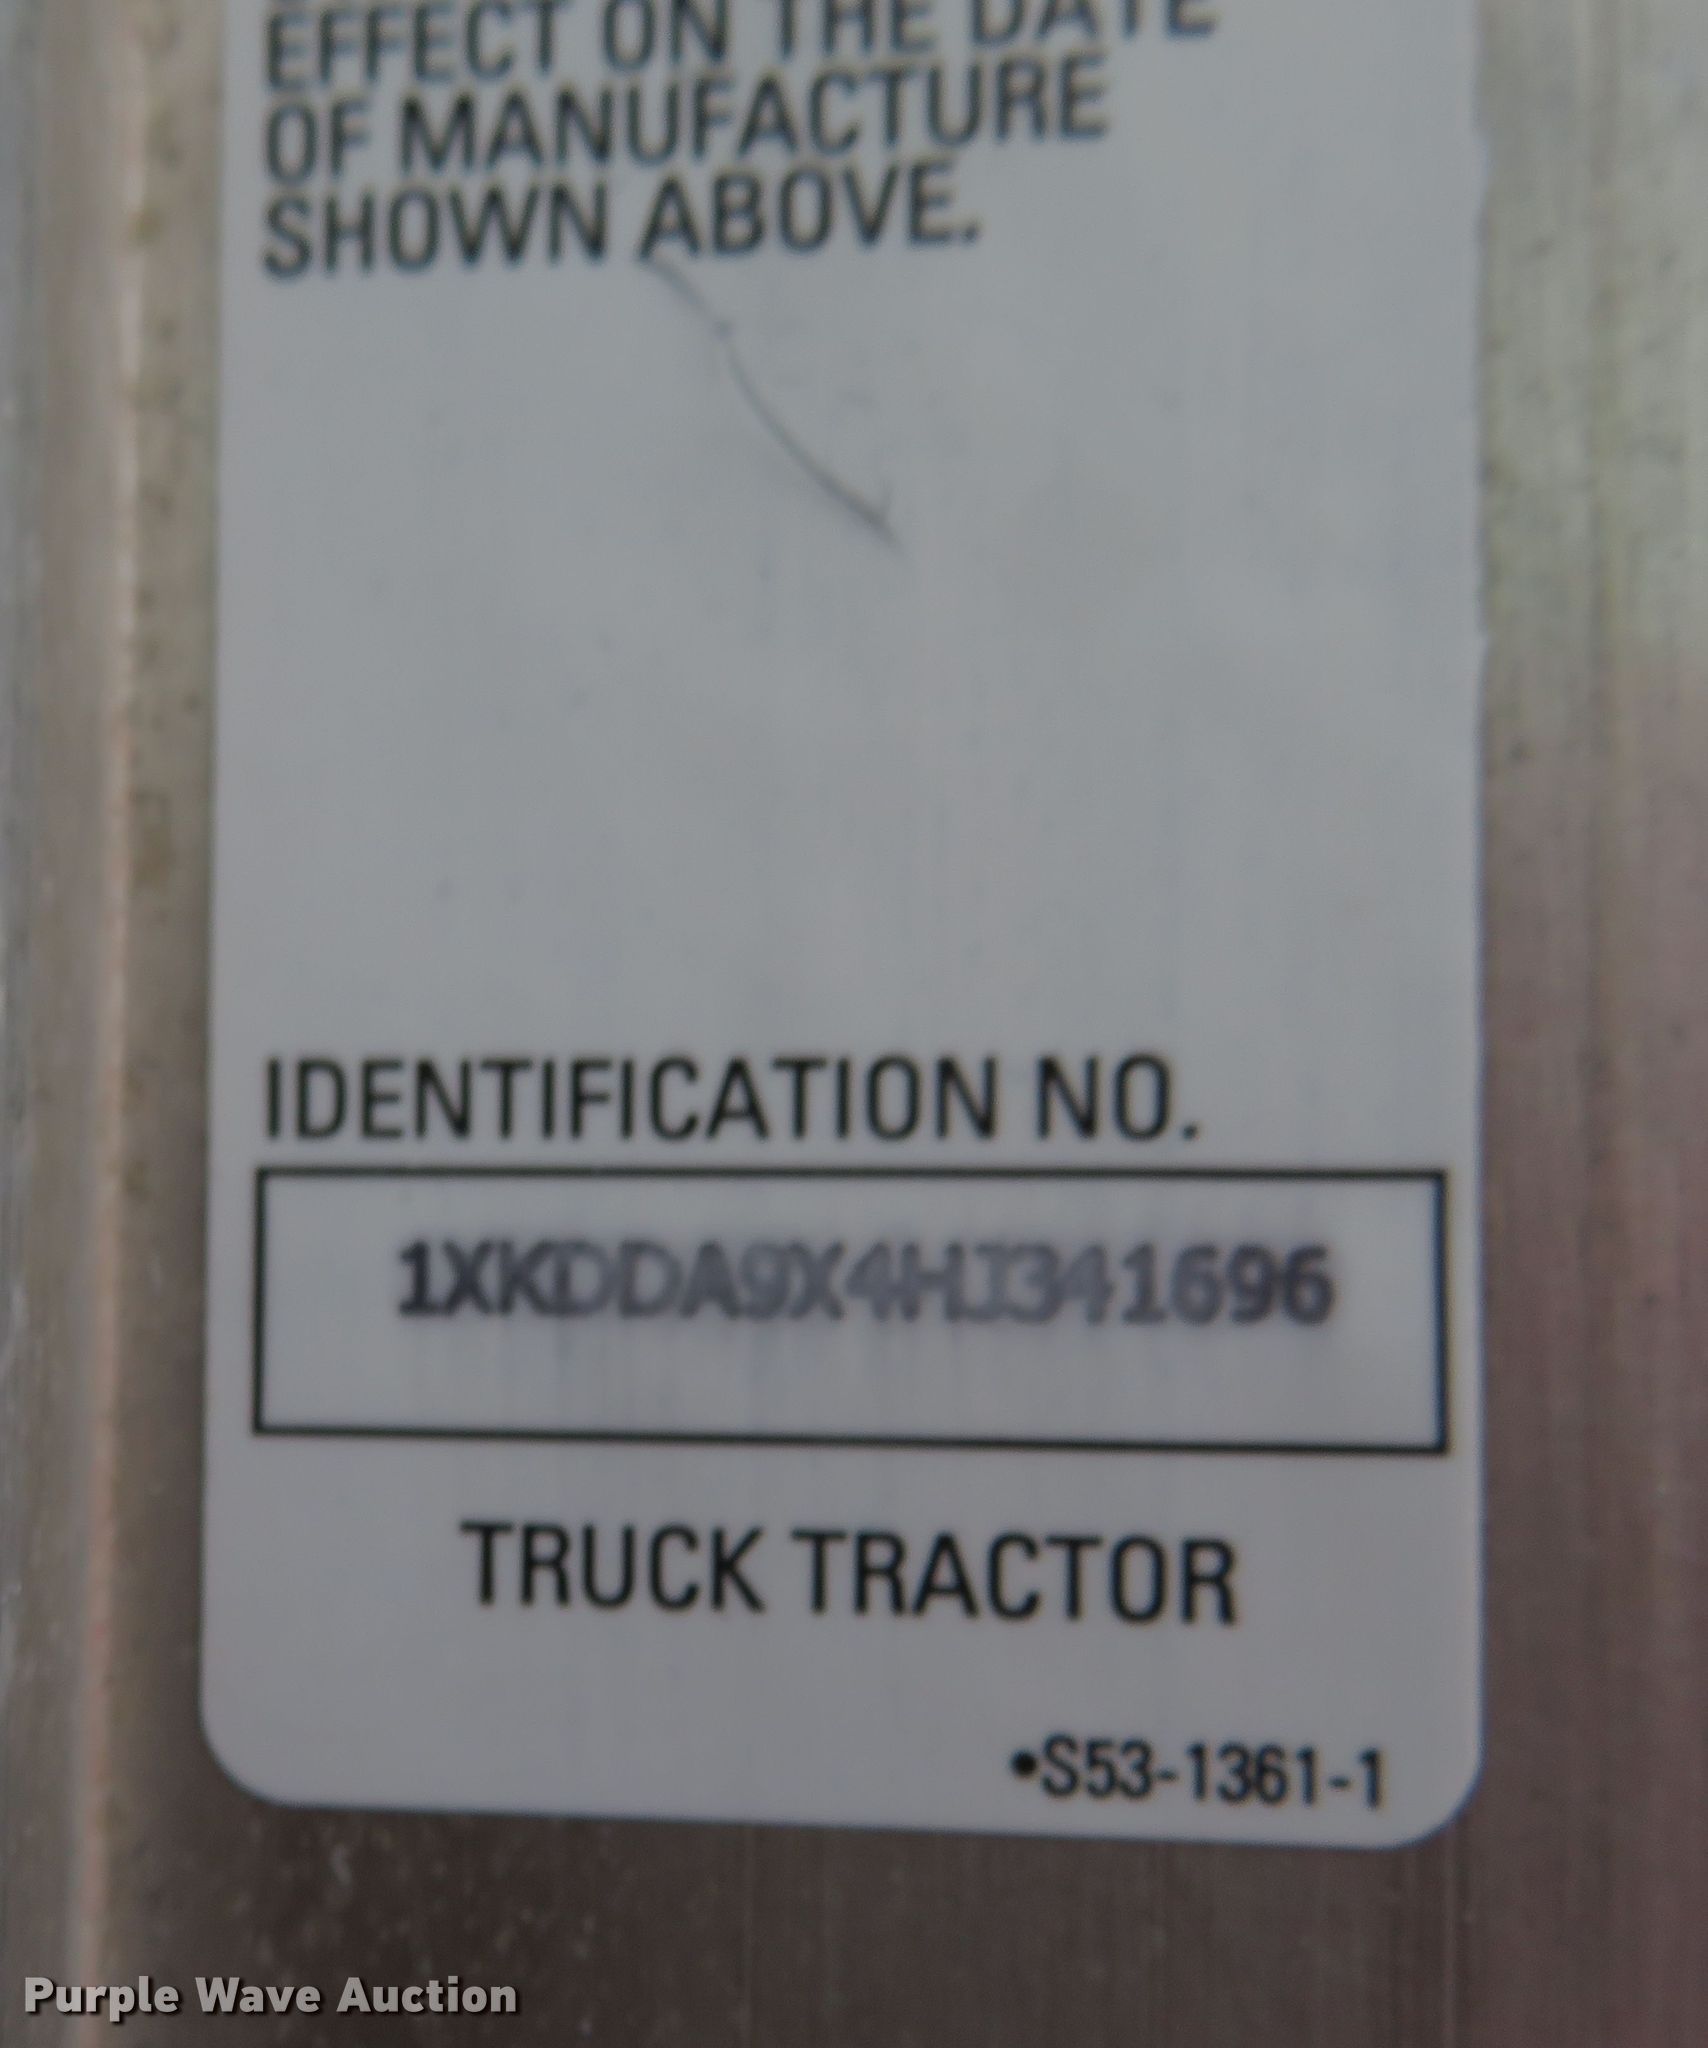 EFFECT ON THE DATE
OF MANUFACTURE
SHOWN ABOVE.
IDENTIFICATION NO.
1XKDDA9X4HJ341696
TRUCK TRACTOR
•S53-1361-1
Purple Wave Auction